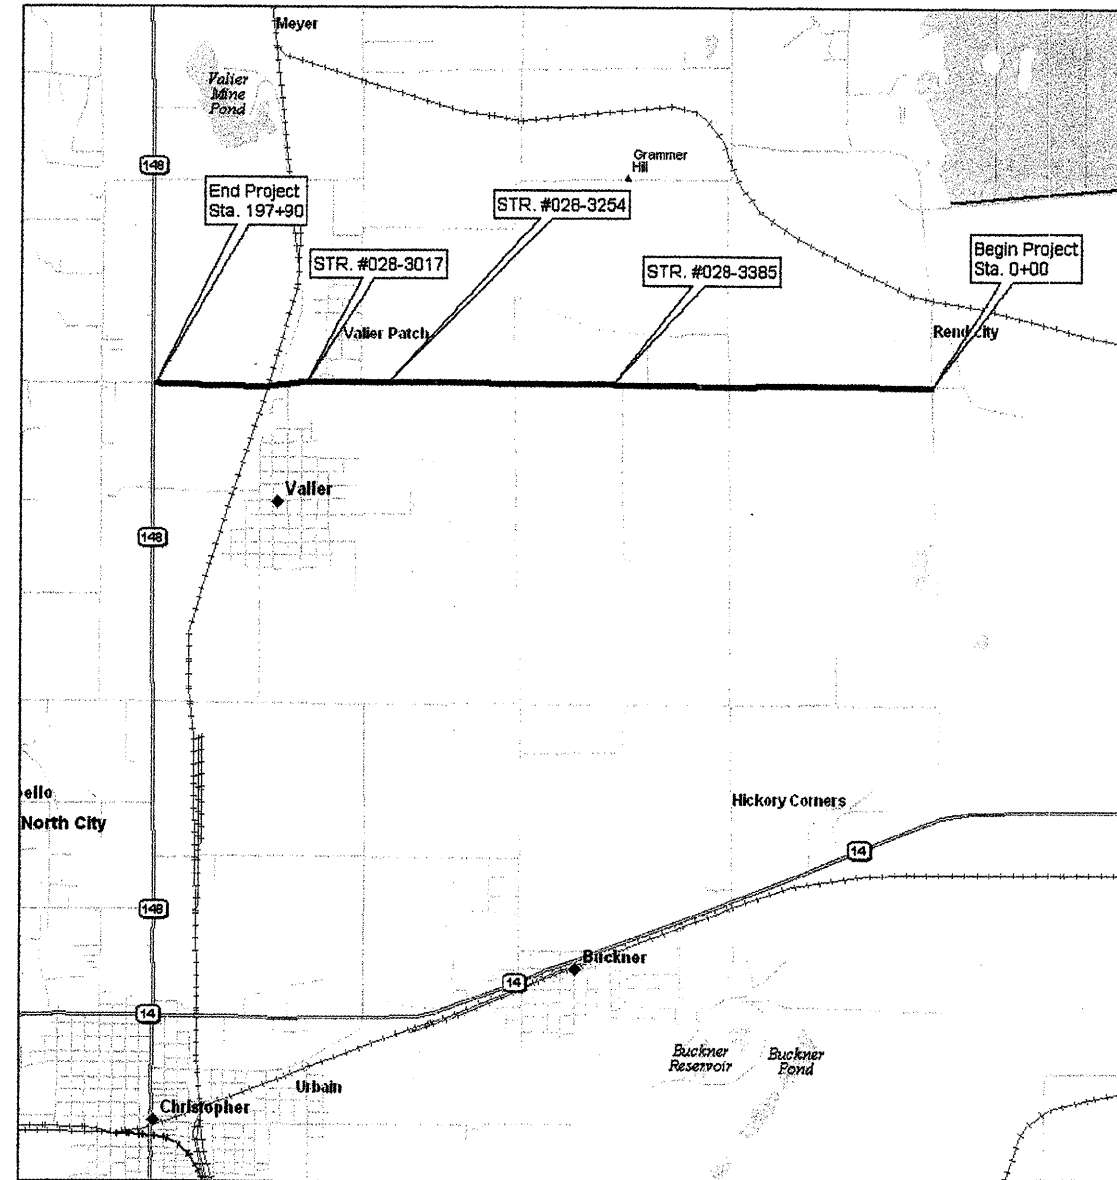 Meyer
Valier
Mine
Pond
148
Grammer
Hill
End Project
Sta. 197+90
STR. #028-3254
STR. #028-3017
STR. #028-3385
Begin Project
Sta. 0+00
Valier Patch
Rend City
Valier
148
ello
North City
Hickory Corners
14
148
Buckner
14
14
Buckner
Reservoir
Buckner
Pond
Urbain
Christopher